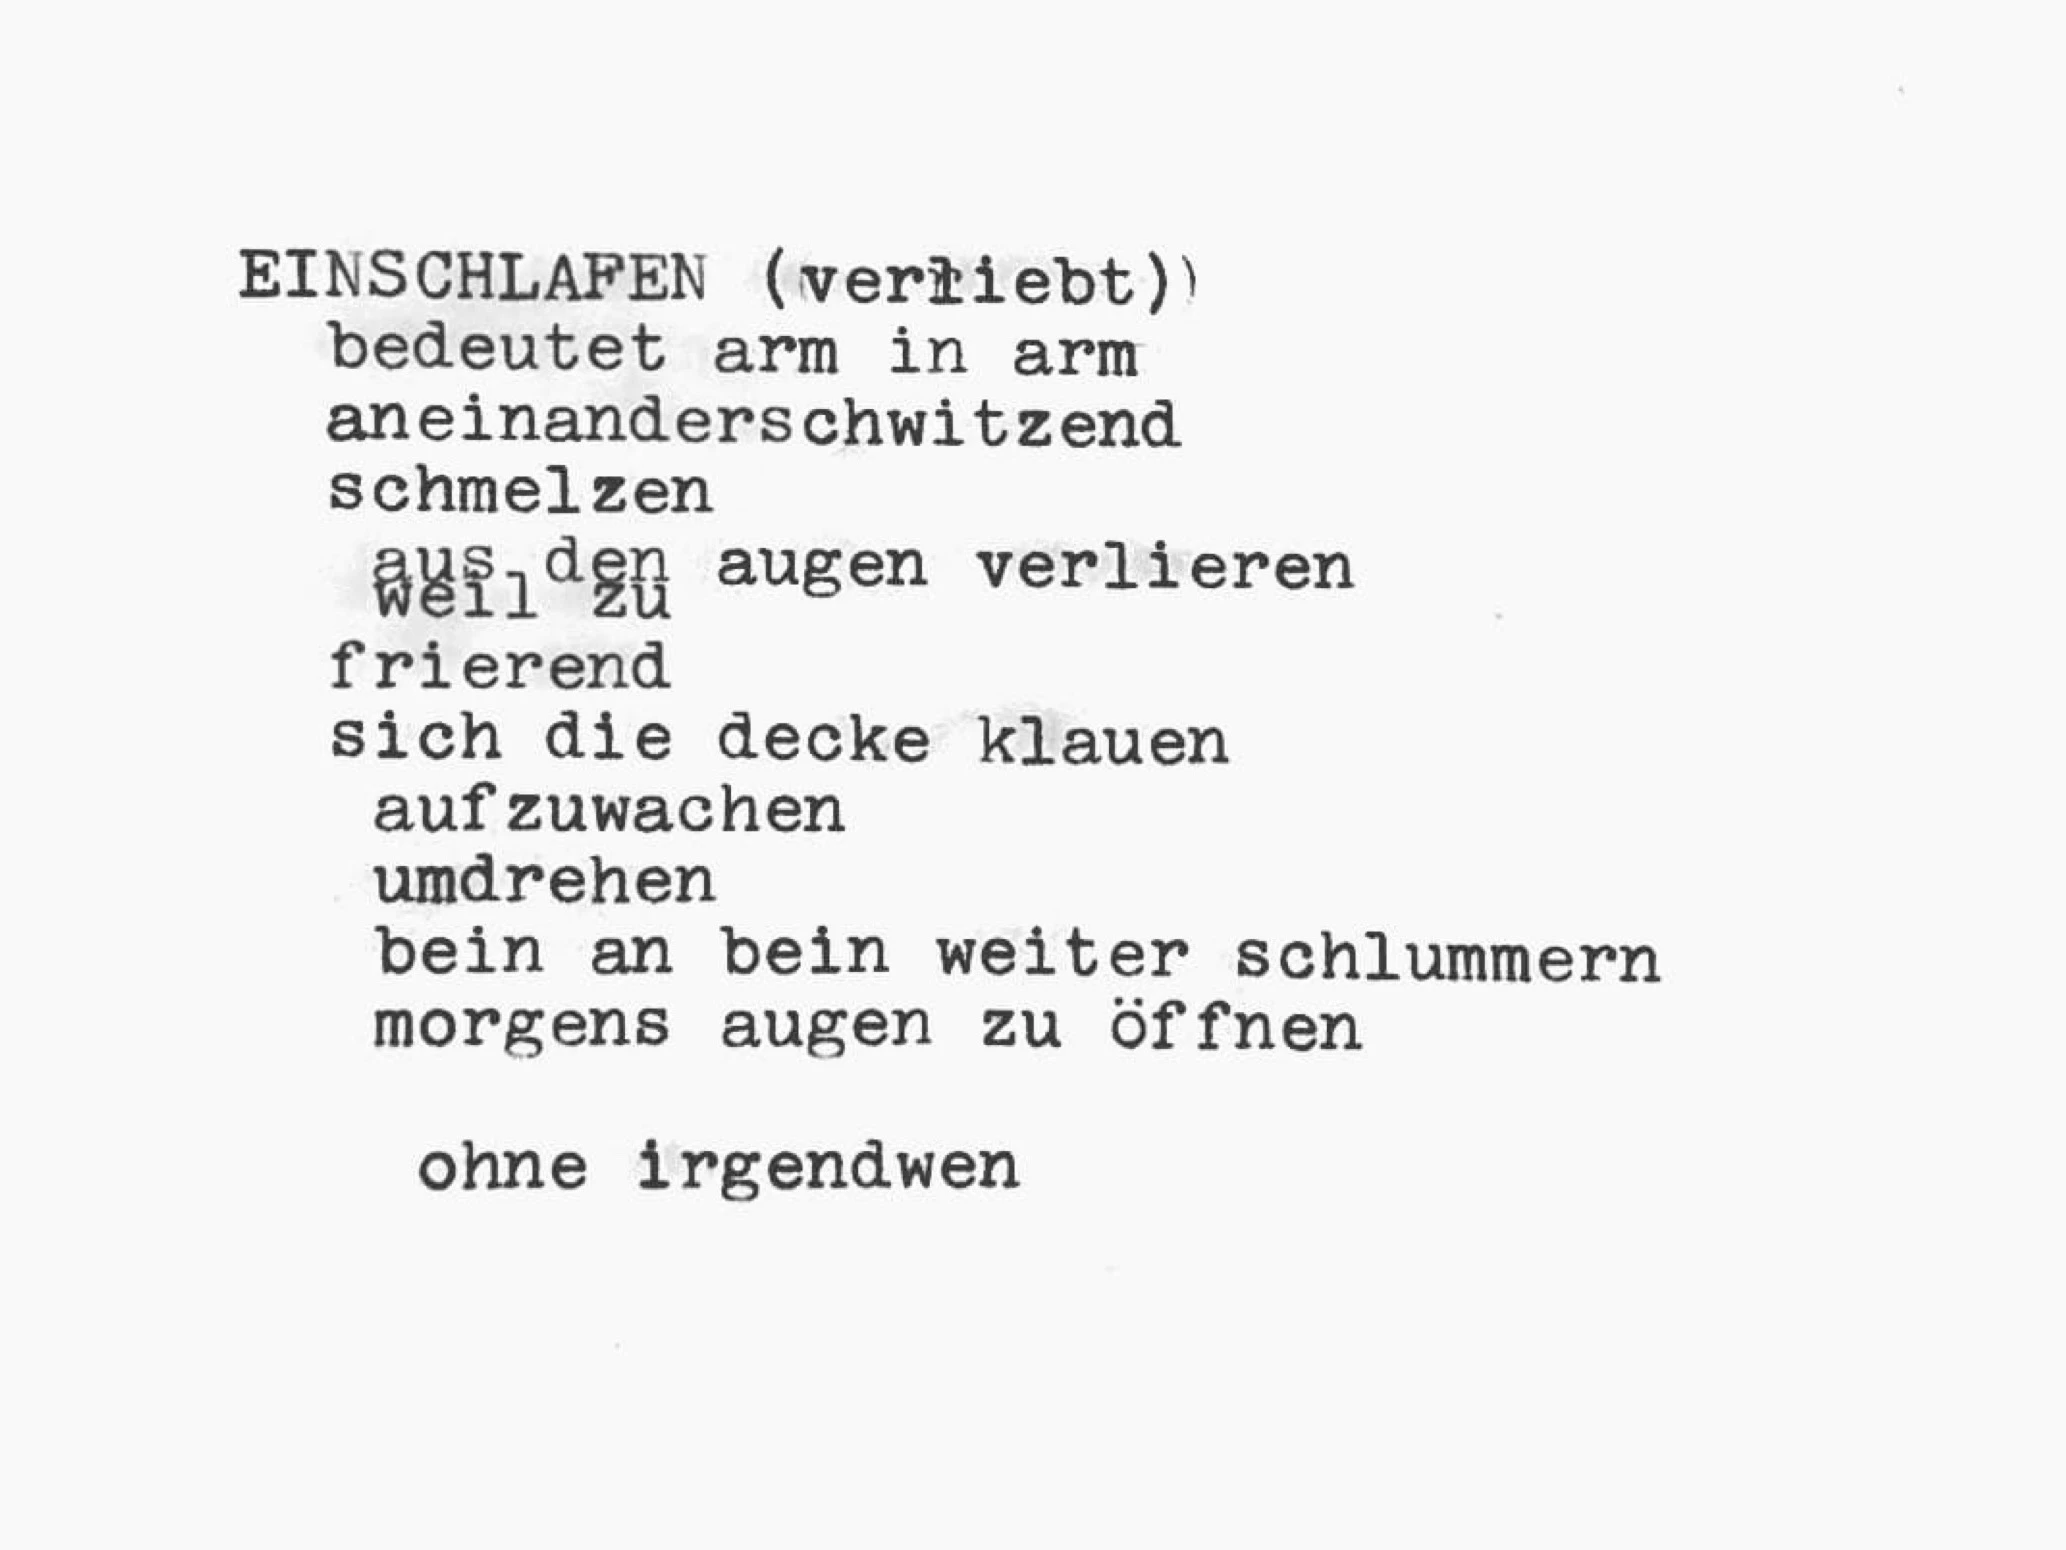 EINSCHLAFEN (verliebt))
bedeutet arm in arm
aneinanderschwitzend
schmelzen
aus den augen verlieren
weil zu
frierend
sich die decke klauen
aufzuwachen
umdrehen
bein an bein weiter schlummern
morgens augen zu öffnen
ohne irgendwen